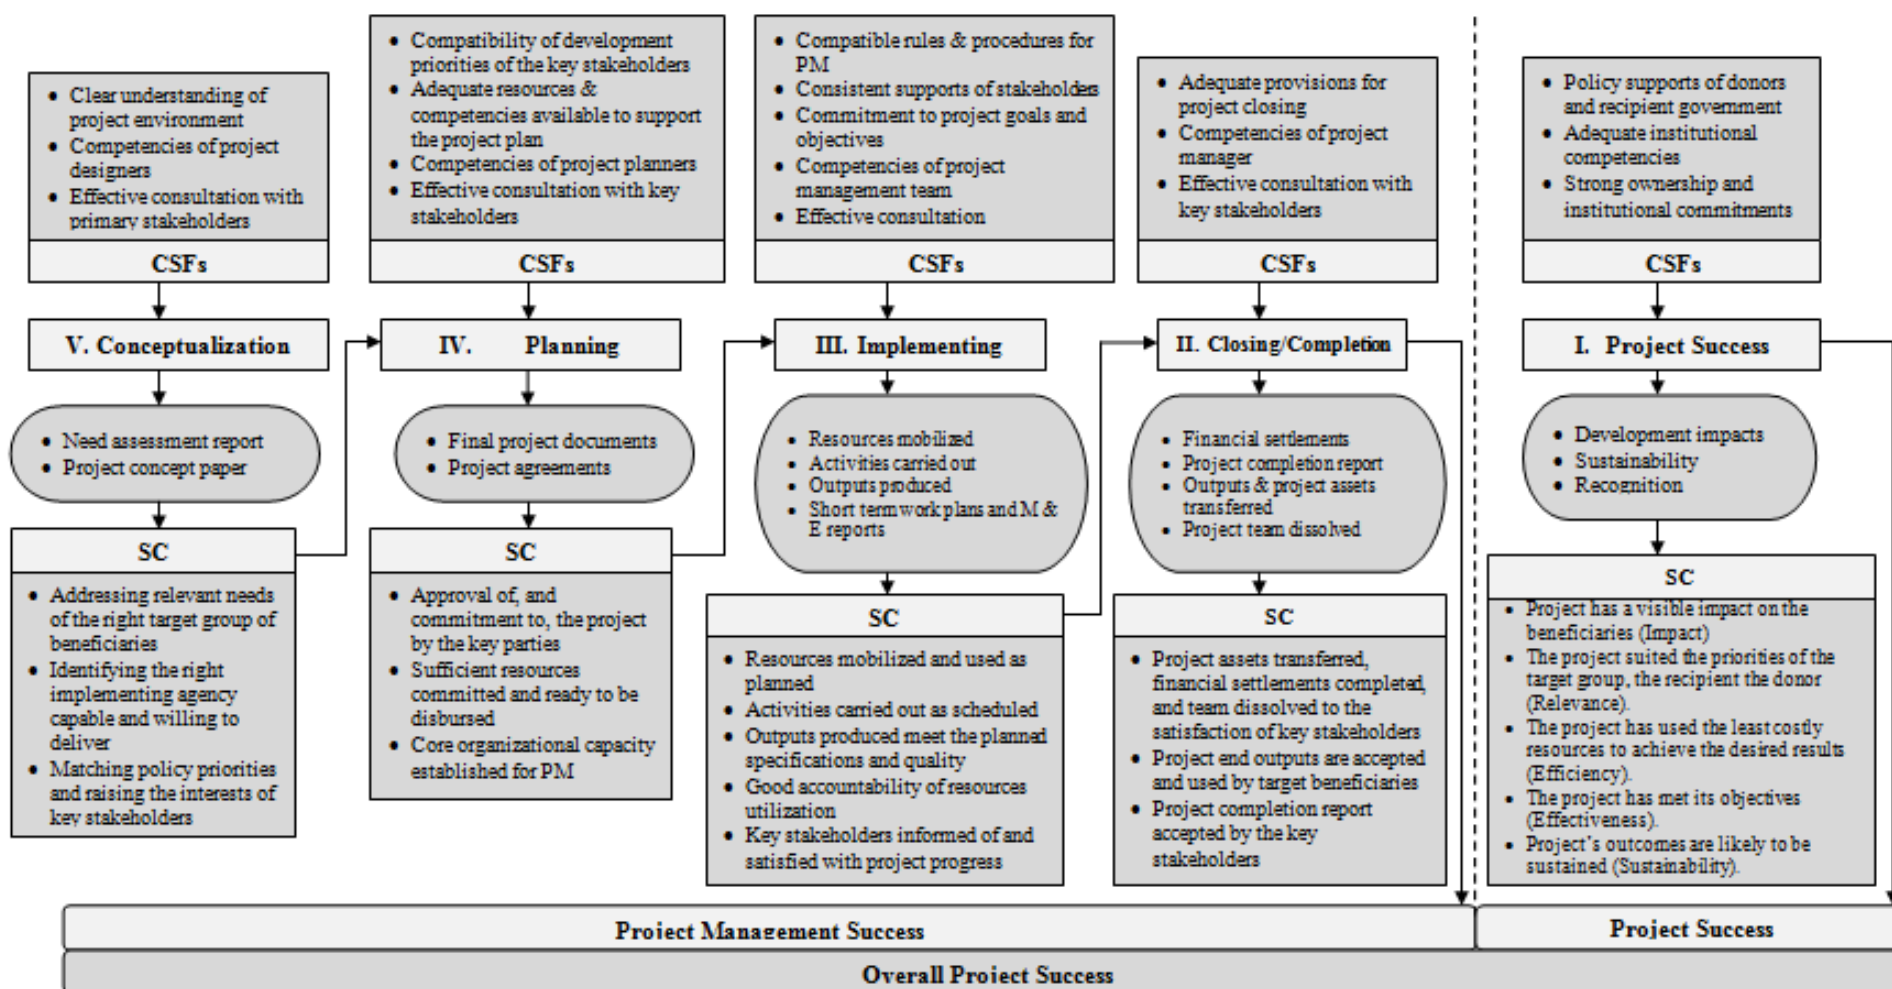 • Clear understanding of
project environment
• Competencies of project
designers
• Effective consultation with
primary stakeholders
CSFs
V. Conceptualization
• Need assessment report
• Project concept paper
SC
• Addressing relevant needs
of the right target group of
beneficiaries
• Identifying the right
implementing agency
capable and willing to
deliver
• Matching policy priorities
and raising the interests of
key stakeholders
• Compatibility of development
priorities of the key stakeholders
• Adequate resources &
competencies available to support
the project plan
• Competencies of project planners
• Effective consultation with key
stakeholders
CSFs
IV. Planning
• Final project documents
• Project agreements
SC
• Approval of, and
commitment to, the project
by the key parties
• Sufficient resources
committed and ready to be
disbursed
• Core organizational capacity
established for PM
• Compatible rules & procedures for
PM
• Consistent supports of stakeholders
• Commitment to project goals and
objectives
• Competencies of project
management team
• Effective consultation
CSFs
III. Implementing
• Resources mobilized
• Activities carried out
• Outputs produced
• Short term work plans and M &
E reports
SC
• Resources mobilized and used as
planned
• Activities carried out as scheduled
• Outputs produced meet the planned
specifications and quality
• Good accountability of resources
utilization
• Key stakeholders informed of and
satisfied with project progress
• Adequate provisions for
project closing
• Competencies of project
manager
• Effective consultation with
key stakeholders
CSFs
II. Closing/Completion
• Financial settlements
• Project completion report
• Outputs & project assets
transferred
• Project team dissolved
SC
• Project assets transferred,
financial settlements completed,
and team dissolved to the
satisfaction of key stakeholders
• Project end outputs are accepted
and used by target beneficiaries
• Project completion report
accepted by the key
stakeholders
• Policy supports of donors
and recipient government
• Adequate institutional
competencies
• Strong ownership and
institutional commitments
CSFs
I. Project Success
• Development impacts
• Sustainability
• Recognition
SC
• Project has a visible impact on the
beneficiaries (Impact)
• The project suited the priorities of the
target group, the recipient the donor
(Relevance).
• The project has used the least costly
resources to achieve the desired results
(Efficiency).
• The project has met its objectives
(Effectiveness).
• Project's outcomes are likely to be
sustained (Sustainability).
Project Management Success
Project Success
Overall Project Success